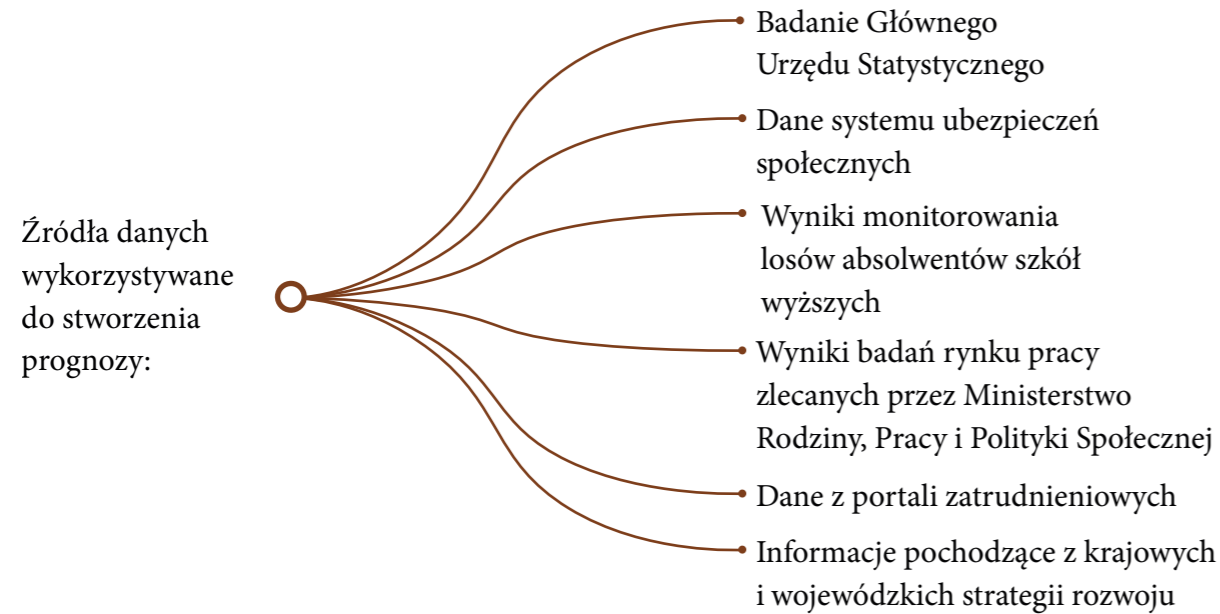 Źródła danych
wykorzystywane
do stworzenia
prognozy:
Badanie Głównego
Urzędu Statystycznego
Dane systemu ubezpieczeń
społecznych
Wyniki monitorowania
losów absolwentów szkół
wyższych
Wyniki badań rynku pracy
zlecanych przez Ministerstwo
Rodziny, Pracy i Polityki Społecznej
Dane z portali zatrudnieniowych
Informacje pochodzące z krajowych
i wojewódzkich strategii rozwoju